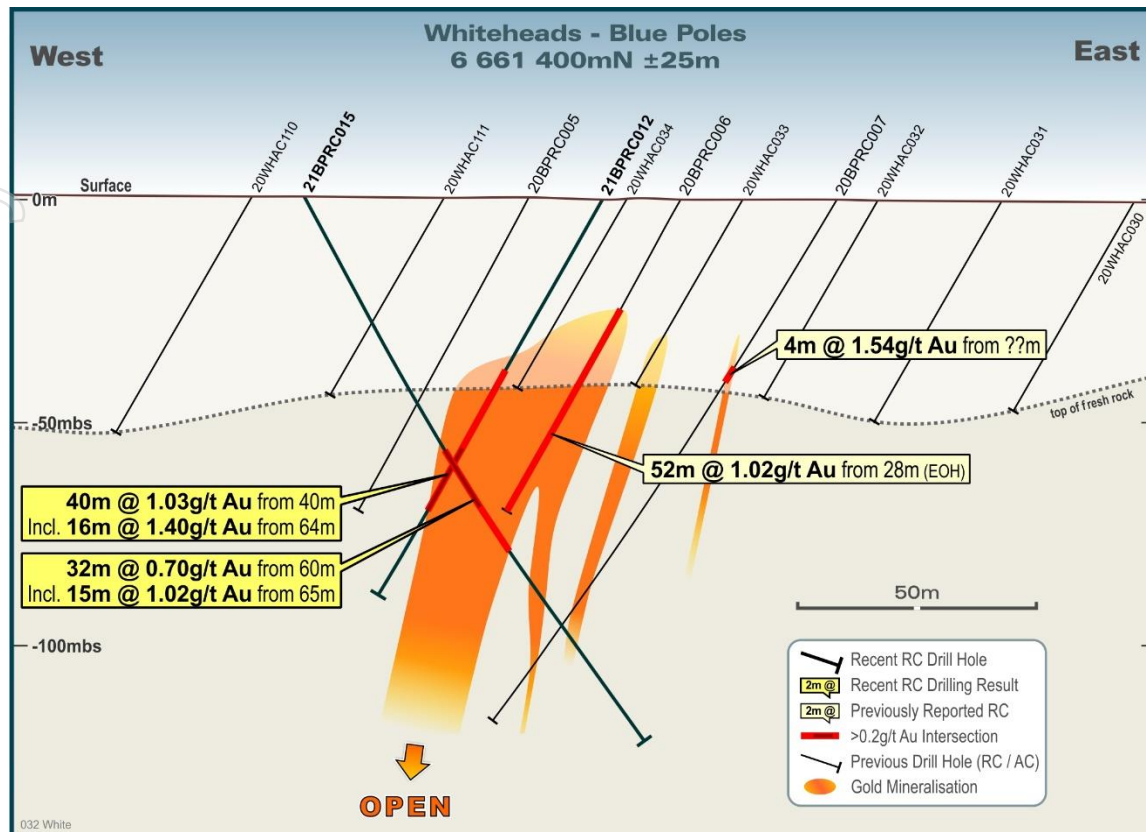 Whiteheads - Blue Poles
6 661 400mN ±25m
West
East
20WHAC110
21BPRC015
20WHAC111
20BPRC005
21BPRC012
20WHAC034
20BPRC006
20WHAC033
20BPRC007
20WHAC032
20WHAC031
20WHAC030
Surface
0m
4m @ 1.54g/t Au from ??m
top of fresh rock
-50mbs
52m @ 1.02g/t Au from 28m (EOH)
40m @ 1.03g/t Au from 40m
Incl. 16m @ 1.40g/t Au from 64m
32m @ 0.70g/t Au from 60m
Incl. 15m @ 1.02g/t Au from 65m
50m
-100mbs
Recent RC Drill Hole
2m @ Recent RC Drilling Result
2m @ Previously Reported RC
>0.2g/t Au Intersection
Previous Drill Hole (RC / AC)
Gold Mineralisation
OPEN
032 White